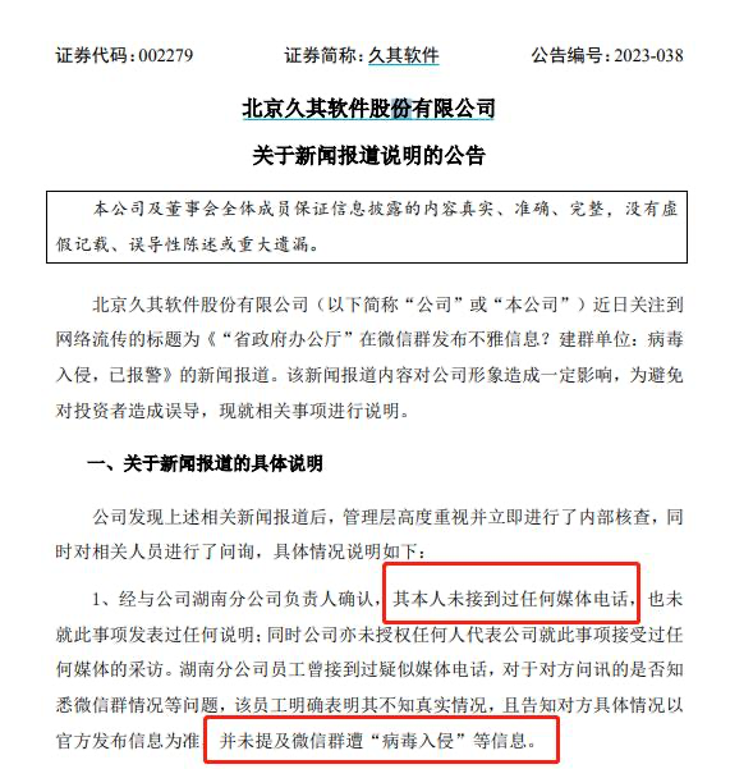 证券代码：002279 证券简称：久其软件 公告编号：2023-038
北京久其软件股份有限公司
关于新闻报道说明的公告
本公司及董事会全体成员保证信息披露的内容真实、准确、完整，没有虚
假记载、误导性陈述或重大遗漏。
北京久其软件股份有限公司（以下简称“公司”或“本公司”）近日关注到
网络流传的标题为《“省政府办公厅”在微信群发布不雅信息？建群单位：病毒
入侵，已报警》的新闻报道。该新闻报道内容对公司形象造成一定影响，为避免
对投资者造成误导，现就相关事项进行说明。
一、关于新闻报道的具体说明
公司发现上述相关新闻报道后，管理层高度重视并立即进行了内部核查，同
时对相关人员进行了问询，具体情况说明如下：
1、经与公司湖南分公司负责人确认，其本人未接到过任何媒体电话，也未
就此事项发表过任何说明；同时公司亦未授权任何人代表公司就此事项接受过任
何媒体的采访。湖南分公司员工曾接到过疑似媒体电话，对于对方问讯的是否知
悉微信群情况等问题，该员工明确表明其不知真实情况，且告知对方具体情况以
官方发布信息为准，并未提及微信群遭“病毒入侵”等信息。